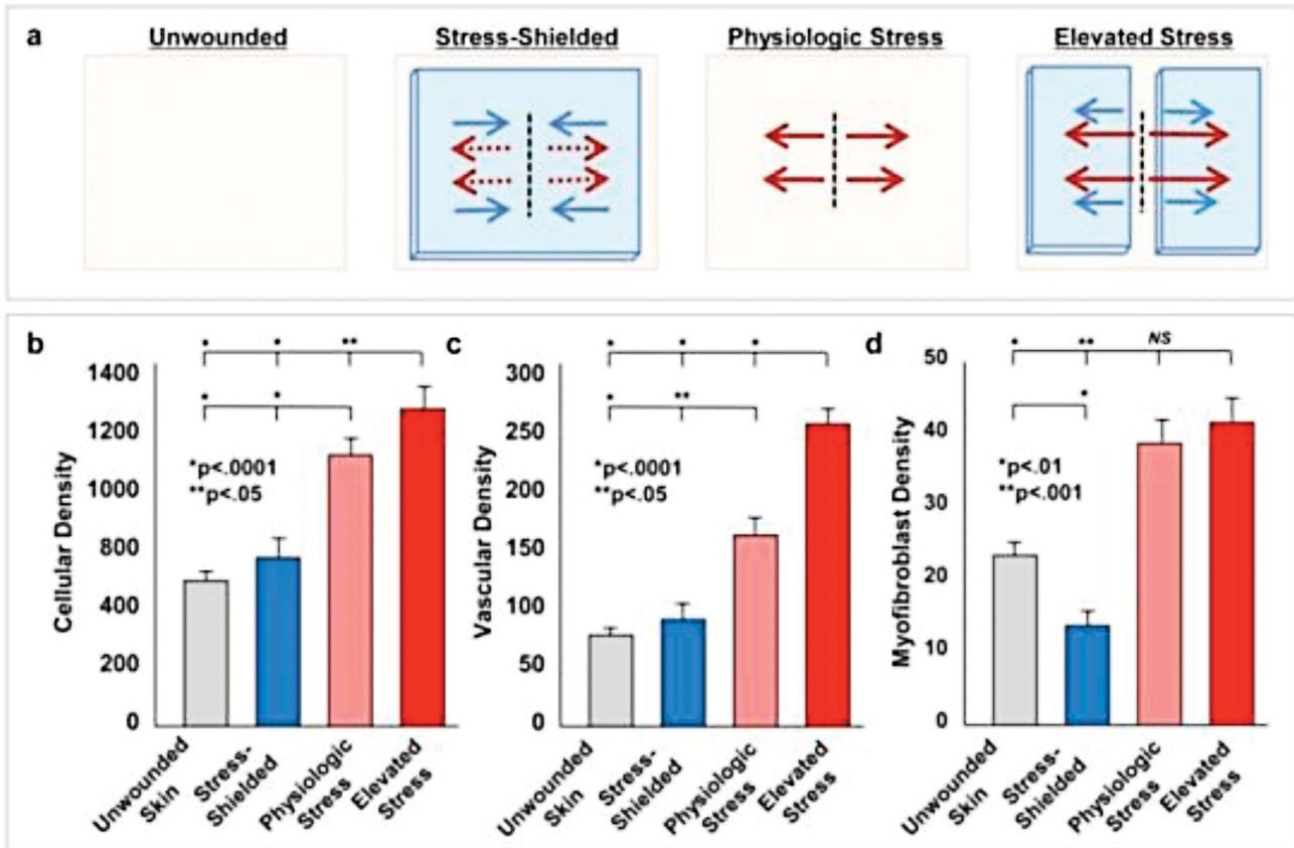 a
Unwounded
Stress-Shielded
Physiologic Stress
Elevated Stress
b
* * **
* *
*p<.0001
**p<.05
Cellular Density
1400
1200
1000
800
600
400
200
0
Unwounded
Skin
Stress-
Shielded
Physiologic
Stress
Elevated
Stress
c
* * *
* **
*p<.0001
**p<.05
Vascular Density
300
250
200
150
100
50
0
Unwounded
Skin
Stress-
Shielded
Physiologic
Stress
Elevated
Stress
d
* ** NS
*
*p<.01
**p<.001
Myofibroblast Density
50
40
30
20
10
0
Unwounded
Skin
Stress-
Shielded
Physiologic
Stress
Elevated
Stress